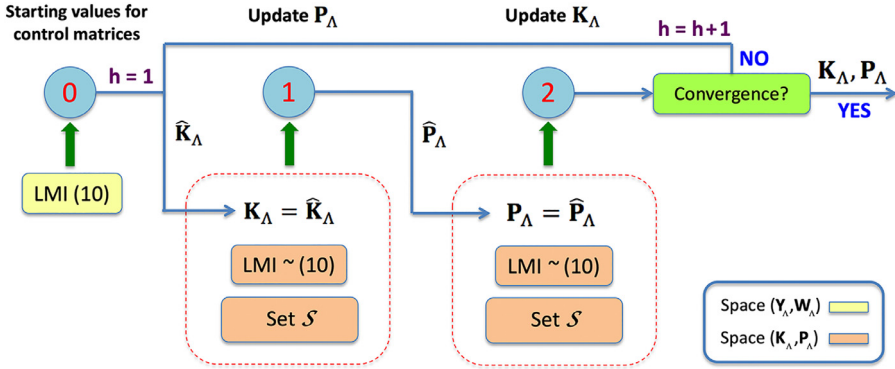 Starting values for
control matrices
Update P_Λ
Update K_Λ
h = h+1
h = 1
0
1
2
NO
Convergence?
K_Λ, P_Λ
YES
K̂_Λ
P̂_Λ
LMI (10)
K_Λ = K̂_Λ
LMI ~ (10)
Set 𝒮
P_Λ = P̂_Λ
LMI ~ (10)
Set 𝒮
Space (Y_Λ,W_Λ)
Space (K_Λ,P_Λ)